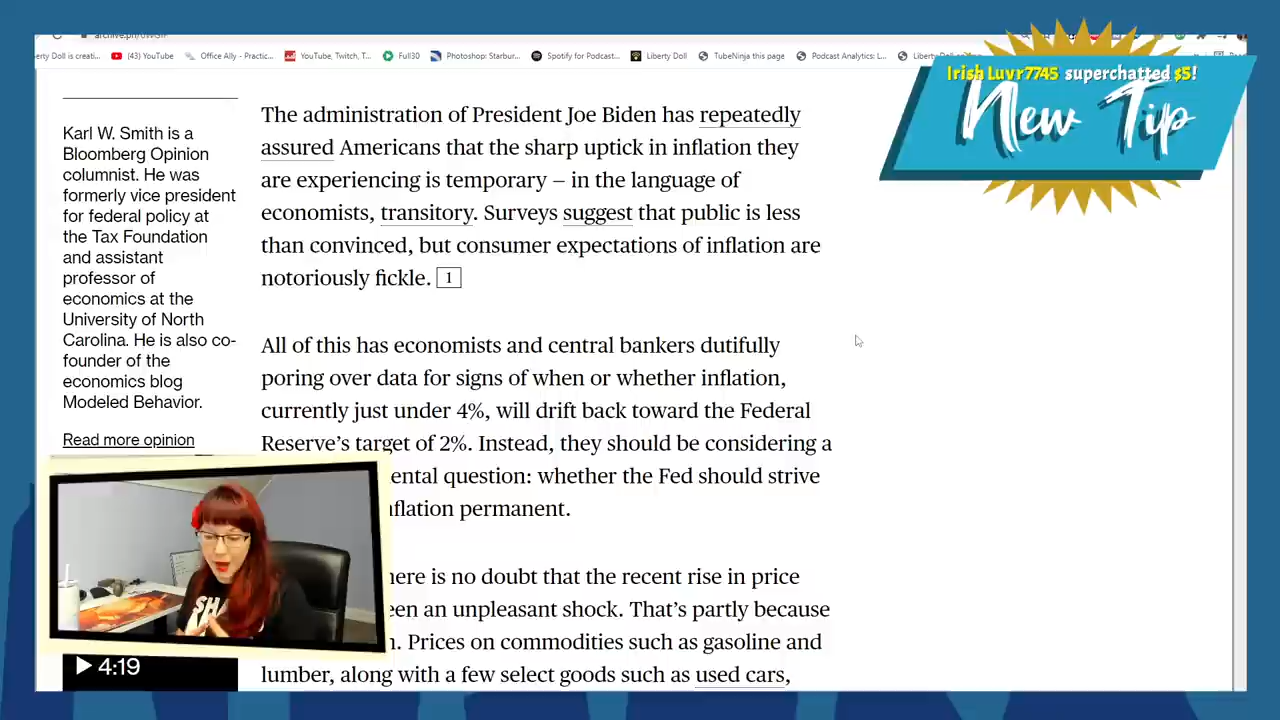 erty Doll is creati...
(43) YouTube
Office Ally - Practic...
YouTube, Twitch, T...
Full30
Photoshop: Starbur...
Spotify for Podcast...
Liberty Doll
TubeNinja this page
Podcast Analytics: L...
Irish Luvr7745 superchatted $5!
New Tip
Karl W. Smith is a
Bloomberg Opinion
columnist. He was
formerly vice president
for federal policy at
the Tax Foundation
and assistant
professor of
economics at the
University of North
Carolina. He is also co-
founder of the
economics blog
Modeled Behavior.
Read more opinion
4:19
The administration of President Joe Biden has repeatedly
assured Americans that the sharp uptick in inflation they
are experiencing is temporary – in the language of
economists, transitory. Surveys suggest that public is less
than convinced, but consumer expectations of inflation are
notoriously fickle. 1
All of this has economists and central bankers dutifully
poring over data for signs of when or whether inflation,
currently just under 4%, will drift back toward the Federal
Reserve’s target of 2%. Instead, they should be considering a
ental question: whether the Fed should strive
nflation permanent.
here is no doubt that the recent rise in price
een an unpleasant shock. That’s partly because
n. Prices on commodities such as gasoline and
lumber, along with a few select goods such as used cars,